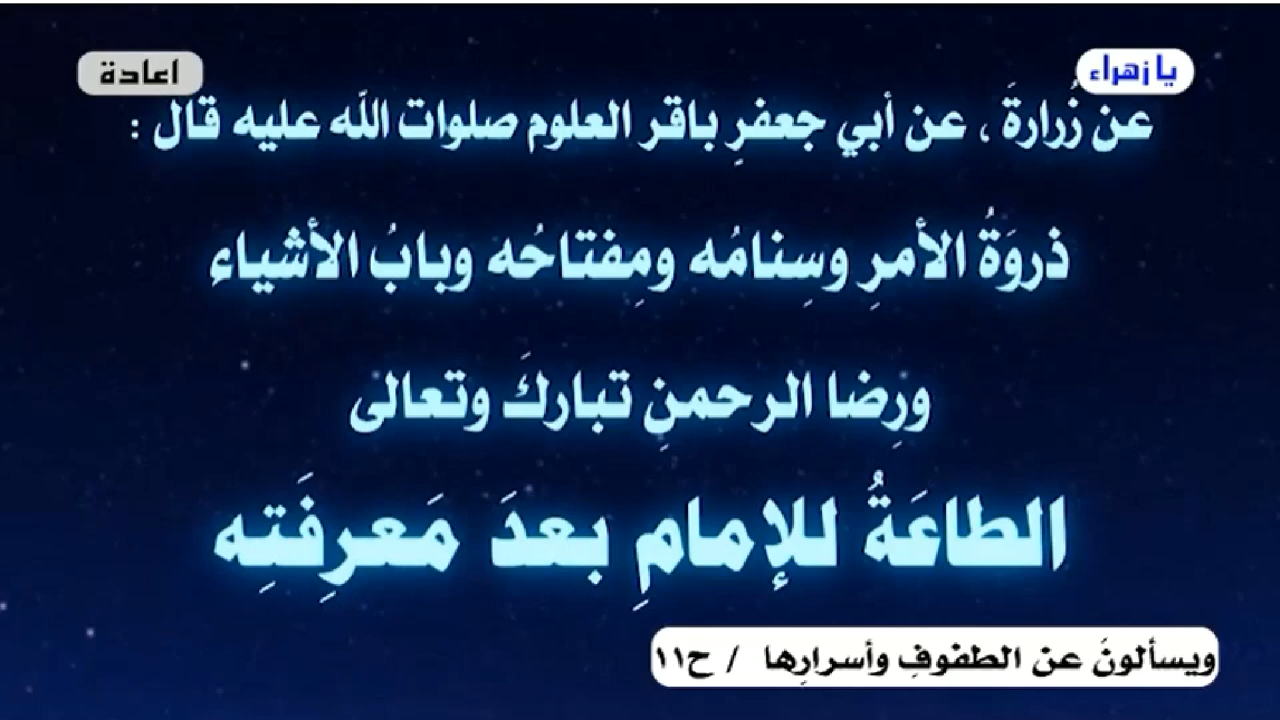 يا زهراء
اعادة
عن زُرارةَ ، عن أبي جعفرٍ باقر العلوم صلوات الله عليه قال :
ذروَةُ الأمرِ وسِنامُه ومِفتاحُه وبابُ الأشياء
ورِضا الرحمنِ تباركَ وتعالى
الطاعَةُ للإمامِ بعدَ مَعرِفَتِه
ويسألونَ عن الطفوفِ وأسرارِها / ح١١